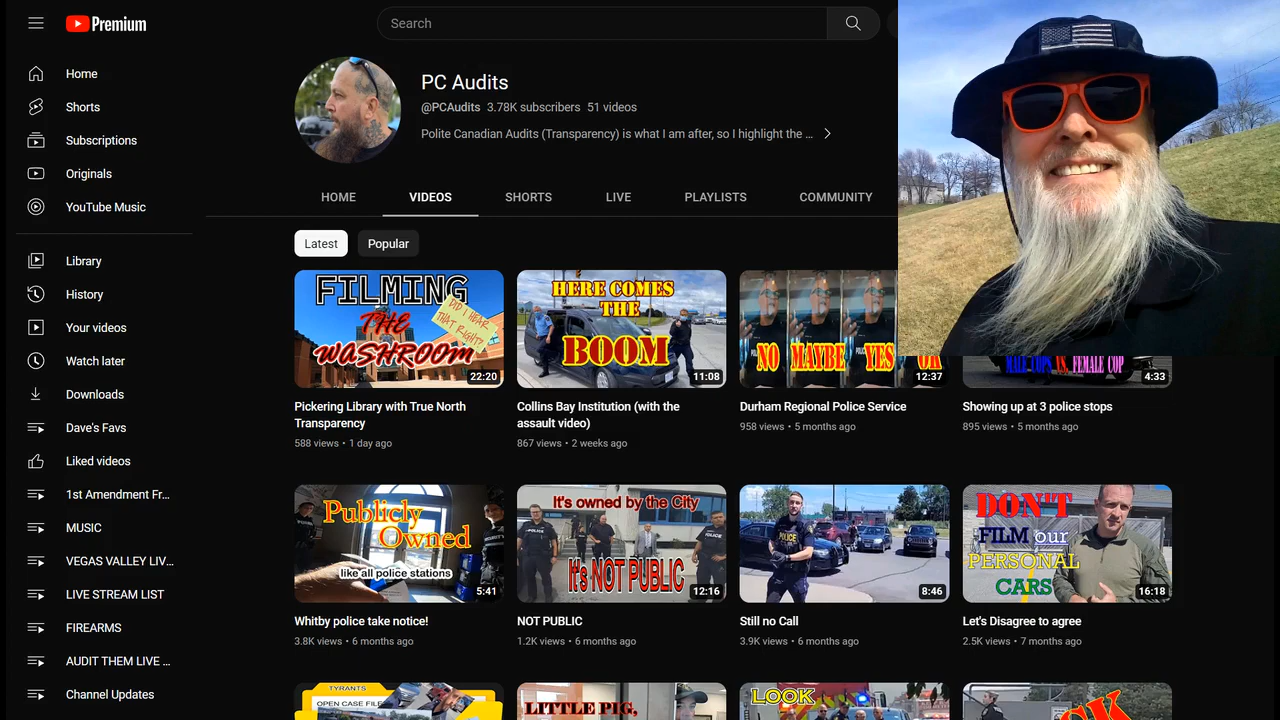 Premium
Search
Home
Shorts
Subscriptions
Originals
YouTube Music
Library
History
Your videos
Watch later
Downloads
Dave's Favs
Liked videos
1st Amendment Fr...
MUSIC
VEGAS VALLEY LIV...
LIVE STREAM LIST
FIREARMS
AUDIT THEM LIVE ...
Channel Updates
PC Audits
@PCAudits 3.78K subscribers 51 videos
Polite Canadian Audits (Transparency) is what I am after, so I highlight the ...
HOME VIDEOS SHORTS LIVE PLAYLISTS COMMUNITY
Latest Popular
FILMING
THE
WASHROOM
DID I HEAR
THAT RIGHT?
22:20
Pickering Library with True North
Transparency
588 views • 1 day ago
HERE COMES
THE
BOOM
11:08
Collins Bay Institution (with the
assault video)
867 views • 2 weeks ago
NO MAYBE YES OK
12:37
Durham Regional Police Service
958 views • 5 months ago
MALE COPS VS. FEMALE COP
4:33
Showing up at 3 police stops
895 views • 5 months ago
Publicly
Owned
like all police stations
5:41
Whitby police take notice!
3.8K views • 6 months ago
It's owned by the City
POLICE
POLICE
It's NOT PUBLIC
12:16
NOT PUBLIC
1.2K views • 6 months ago
POLICE
8:46
Still no Call
3.9K views • 6 months ago
DON'T
FILM our
PERSONAL
CARS
16:18
Let's Disagree to agree
2.5K views • 7 months ago
TYRANTS
OPEN CASE FILE
LITTLE PIG,
LOOK